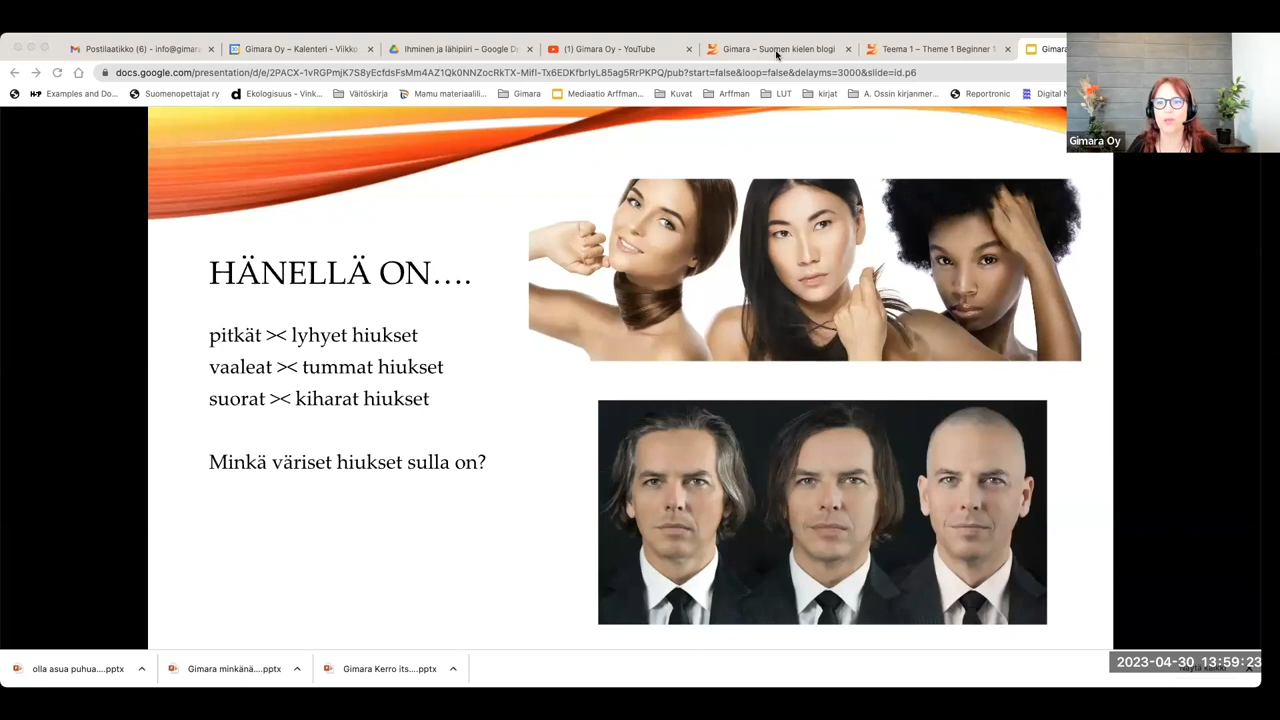 Postilaatikko (6) - info@gimar
Gimara Oy – Kalenteri - Viikko
Ihminen ja lähipiiri – Google D
(1) Gimara Oy - YouTube
Gimara – Suomen kielen blogi
Teema 1 – Theme 1 Beginner 1
Gimara
docs.google.com/presentation/d/e/2PACX-1vRGPmjK7S8yEcfdsFsMm4AZ1Qk0NNZocRkTX-MifI-Tx6EDKfbrIyL85ag5RrPKPQ/pub?start=false&loop=false&delayms=3000&slide=id.p6
Examples and Do...
Suomenopettajat ry
Ekologisuus - Vink...
Väitöskirja
Mamu materiaalili...
Gimara
Mediaatio Arffman...
Kuvat
Arffman
LUT
kirjat
A. Ossin kirjanmer...
Reportronic
Digital N
Gimara Oy
HÄNELLÄ ON....
pitkät >< lyhyet hiukset
vaaleat >< tummat hiukset
suorat >< kiharat hiukset
Minkä väriset hiukset sulla on?
olla asua puhua....pptx
Gimara minkänä....pptx
Gimara Kerro its....pptx
2023-04-30 13:59:23